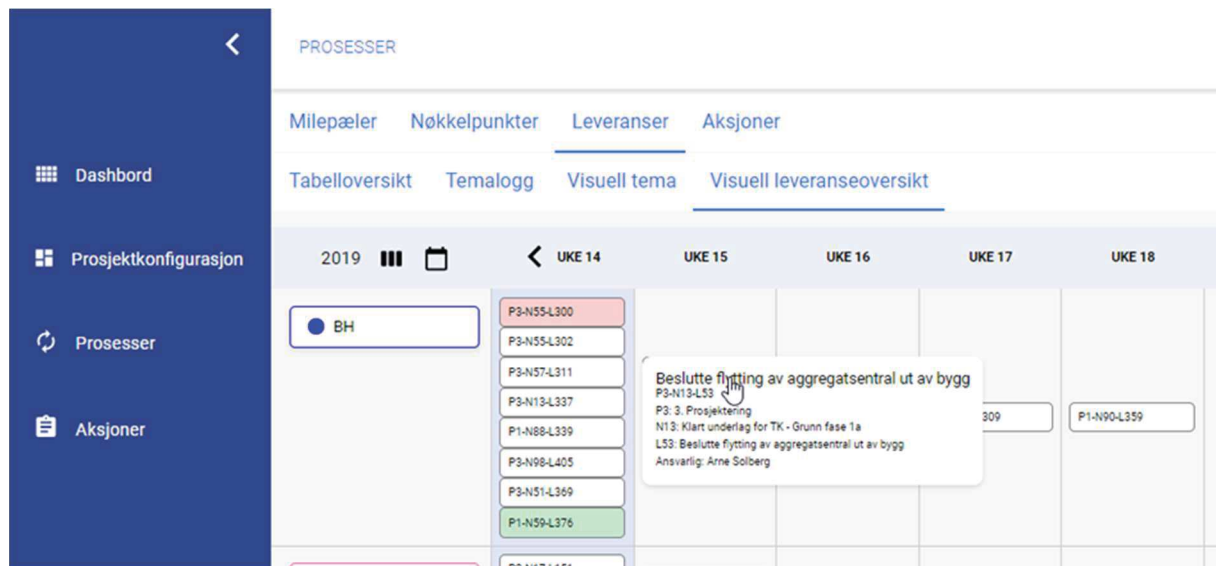 PROSESSER
Milepæler Nøkkelpunkter Leveranser Aksjoner
Dashbord
Tabelloversikt Temalogg Visuell tema Visuell leveranseoversikt
Prosjektkonfigurasjon
2019 UKE 14 UKE 15 UKE 16 UKE 17 UKE 18
BH
P3-N55-L300
P3-N55-L302
Prosesser
P3-N57-L311
P3-N13-L337
P1-N88-L339
P3-N98-L405
P3-N51-L369
P1-N59-L376
Beslutte flytting av aggregatsentral ut av bygg
P3-N13-L53
P3: 3. Prosjektering
N13: Klart underlag for TK - Grunn fase 1a
L53: Beslutte flytting av aggregatsentral ut av bygg
Ansvarlig: Arne Solberg
309
P1-N90-L359
Aksjoner